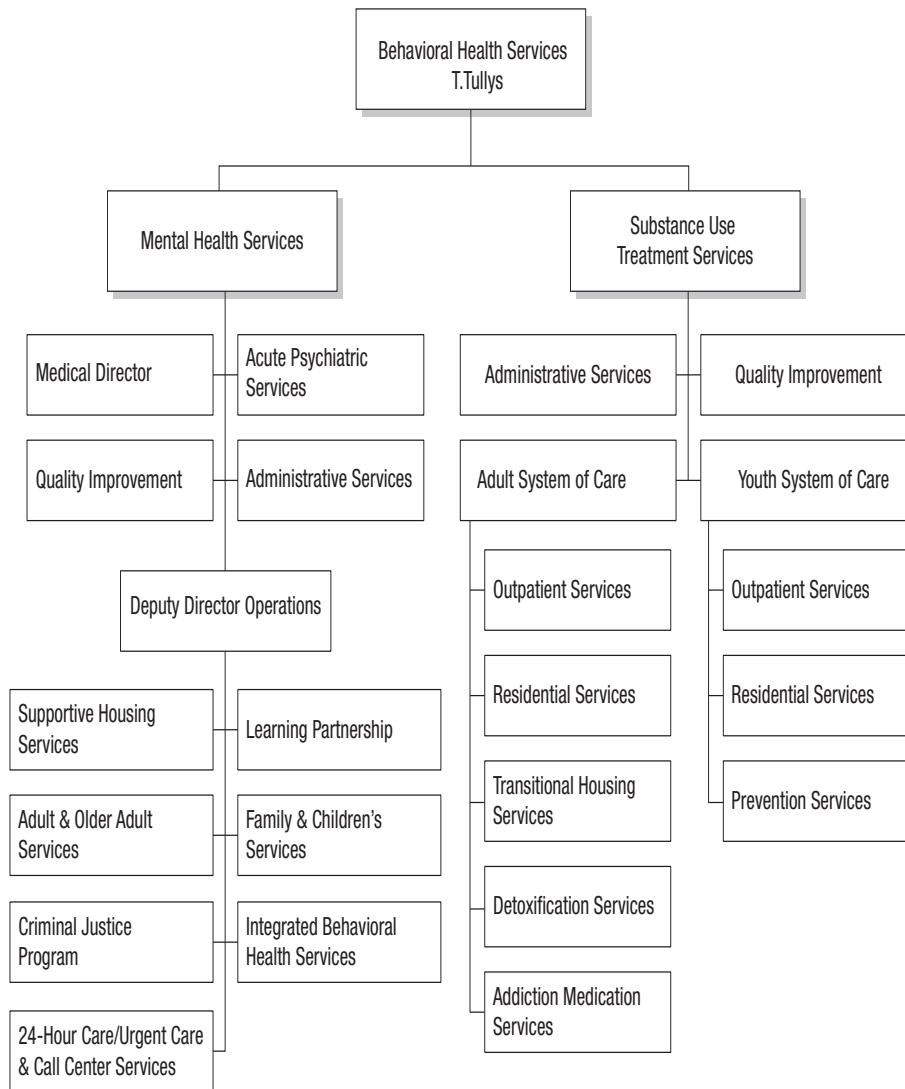 Behavioral Health Services
T.Tullys
Mental Health Services
Substance Use
Treatment Services
Medical Director
Acute Psychiatric
Services
Quality Improvement
Administrative Services
Deputy Director Operations
Supportive Housing
Services
Learning Partnership
Adult & Older Adult
Services
Family & Children’s
Services
Criminal Justice
Program
Integrated Behavioral
Health Services
24-Hour Care/Urgent Care
& Call Center Services
Administrative Services
Quality Improvement
Adult System of Care
Youth System of Care
Outpatient Services
Residential Services
Transitional Housing
Services
Detoxification Services
Addiction Medication
Services
Outpatient Services
Residential Services
Prevention Services